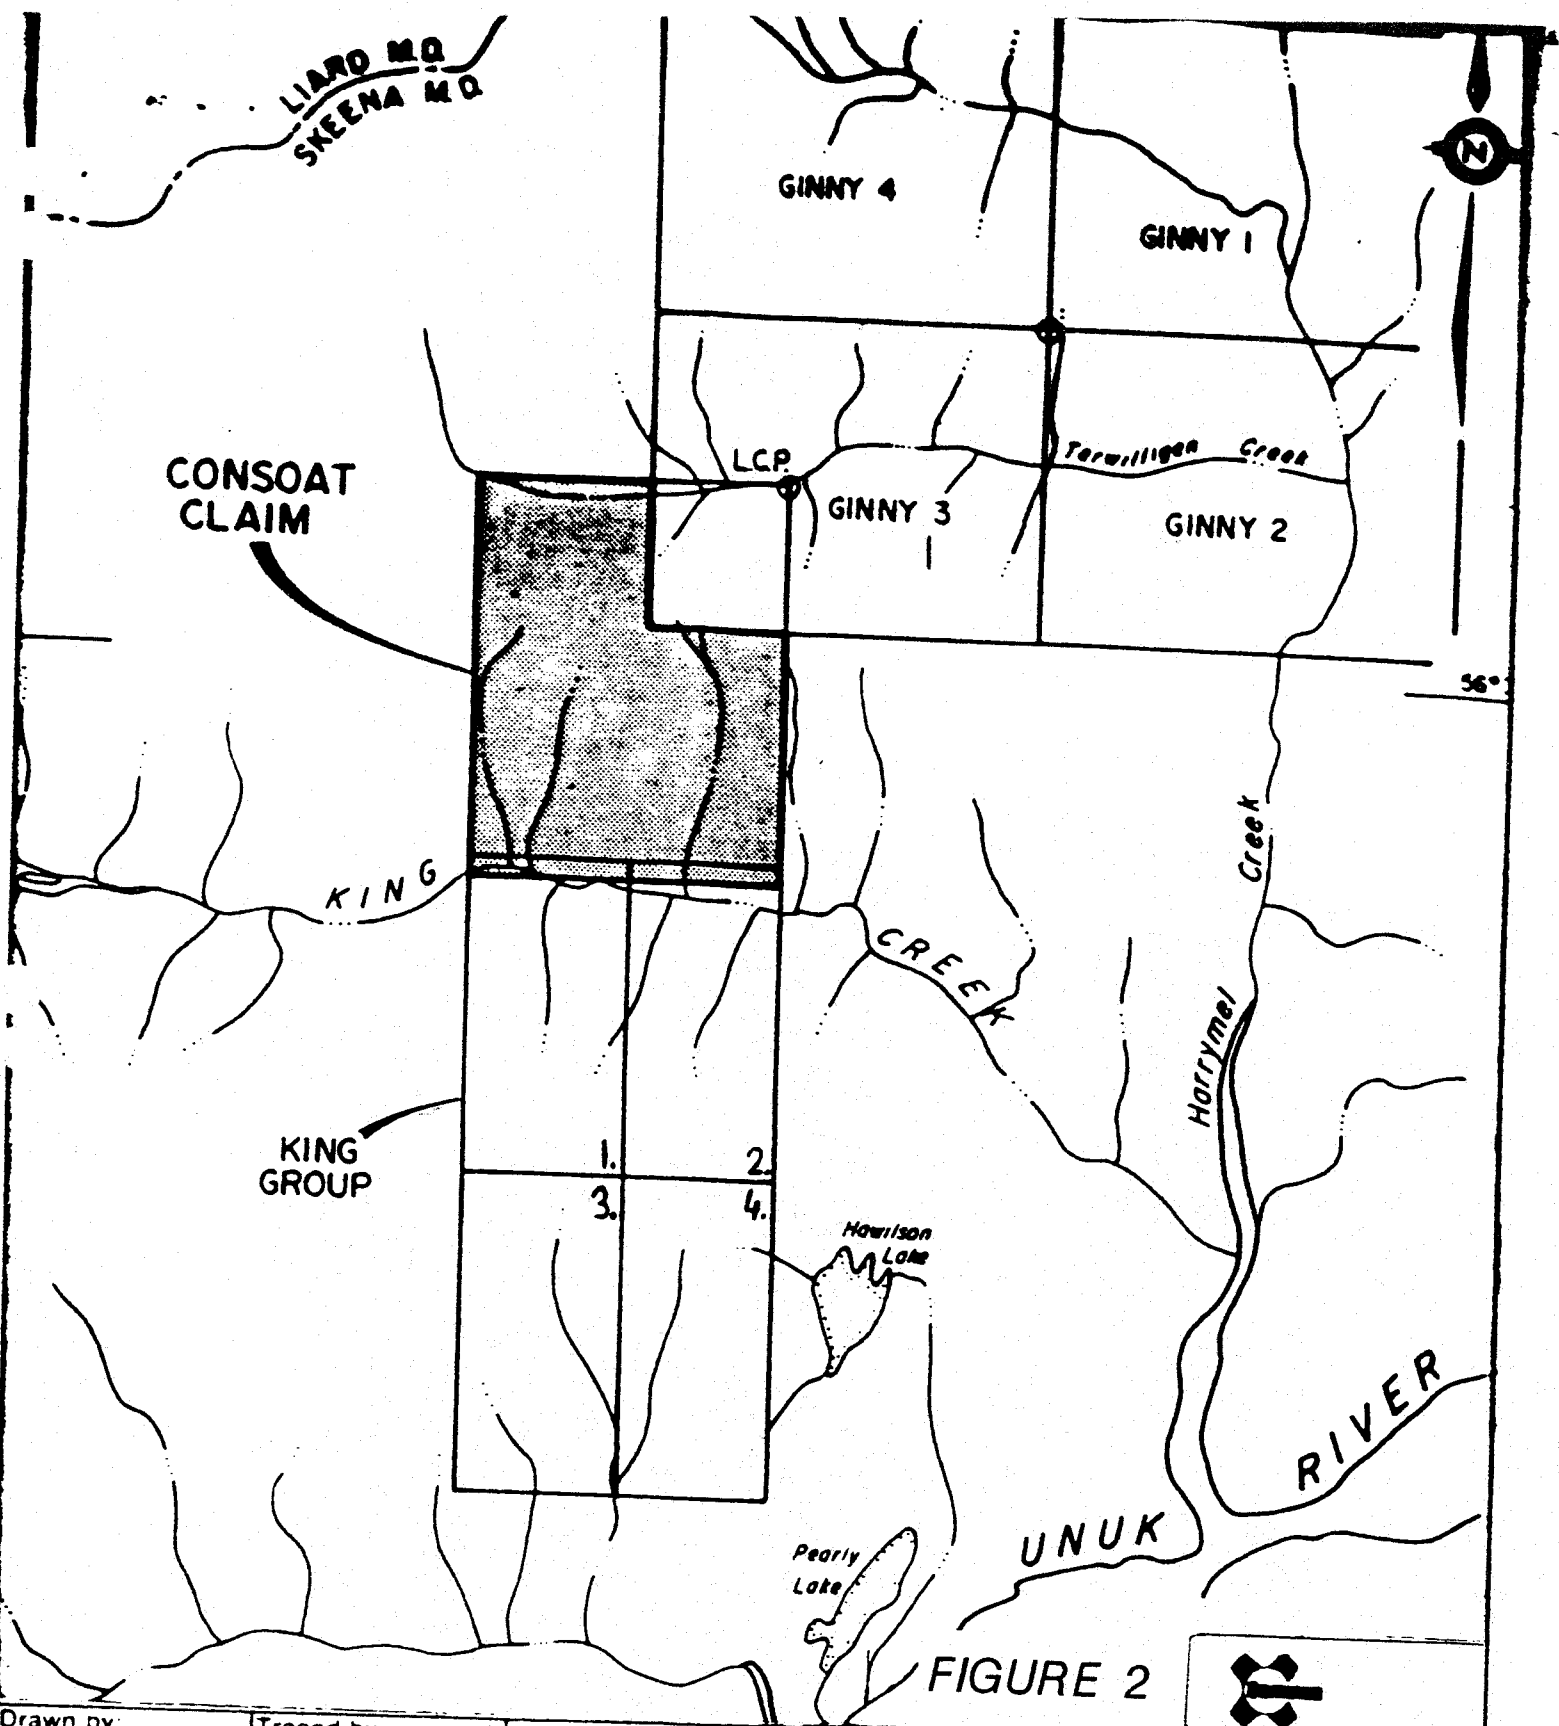 LIARD M.D.
SKEENA M.D.
N
GINNY 4
GINNY 1
CONSOAT
CLAIM
L.C.P.
Terwilligen Creek
GINNY 3
GINNY 2
56°
KING
CREEK
Harrymel Creek
KING
GROUP
1.
2.
3.
4.
Hawilson
Lake
UNUK RIVER
Pearly
Lake
FIGURE 2
Drawn by: